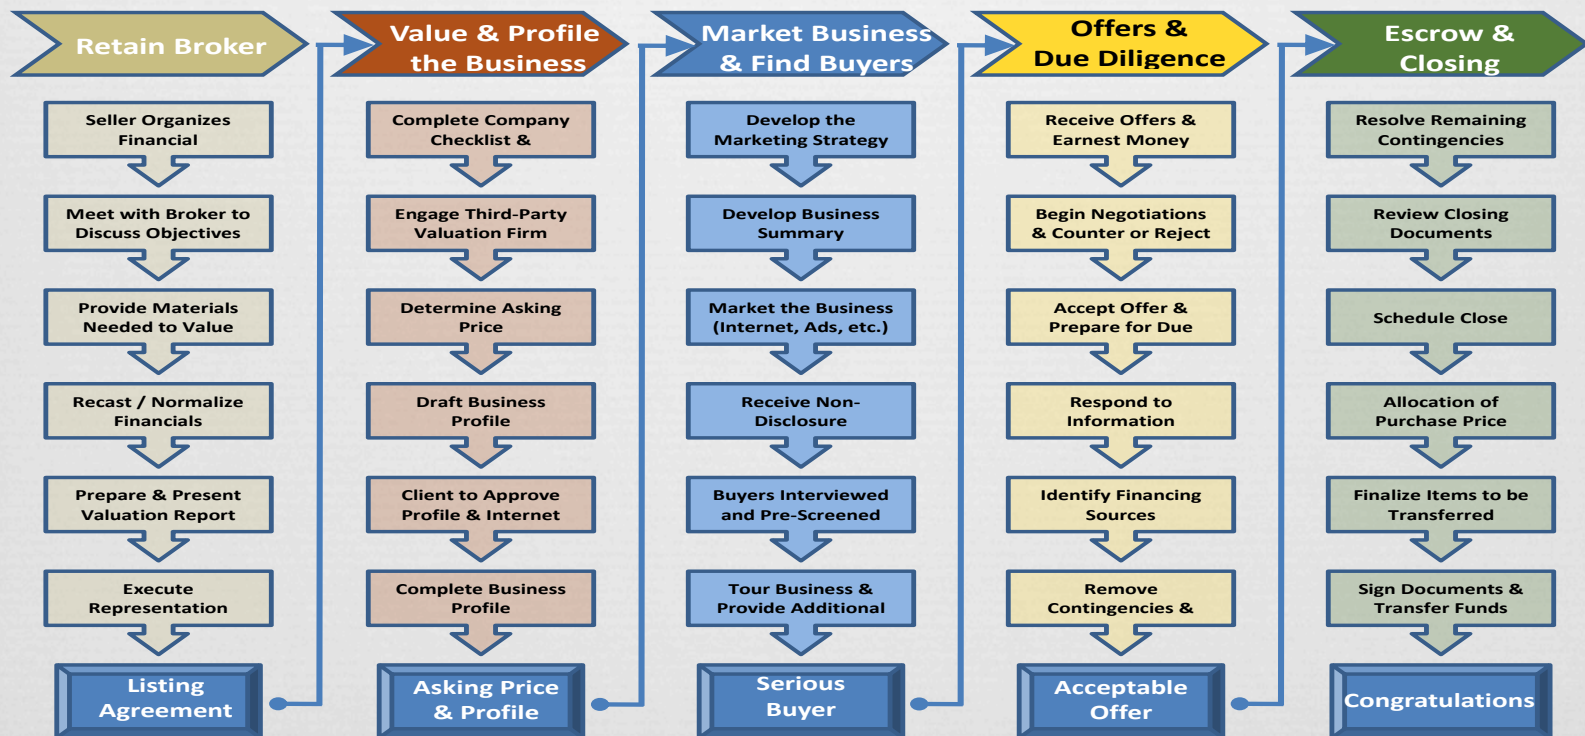 Retain Broker
Seller Organizes
Financial
Meet with Broker to
Discuss Objectives
Provide Materials
Needed to Value
Recast / Normalize
Financials
Prepare & Present
Valuation Report
Execute
Representation
Listing
Agreement
Value & Profile
the Business
Complete Company
Checklist &
Engage Third-Party
Valuation Firm
Determine Asking
Price
Draft Business
Profile
Client to Approve
Profile & Internet
Complete Business
Profile
Asking Price
& Profile
Market Business
& Find Buyers
Develop the
Marketing Strategy
Develop Business
Summary
Market the Business
(Internet, Ads, etc.)
Receive Non-
Disclosure
Buyers Interviewed
and Pre-Screened
Tour Business &
Provide Additional
Serious
Buyer
Offers &
Due Diligence
Receive Offers &
Earnest Money
Begin Negotiations
& Counter or Reject
Accept Offer &
Prepare for Due
Respond to
Information
Identify Financing
Sources
Remove
Contingencies &
Acceptable
Offer
Escrow &
Closing
Resolve Remaining
Contingencies
Review Closing
Documents
Schedule Close
Allocation of
Purchase Price
Finalize Items to be
Transferred
Sign Documents &
Transfer Funds
Congratulations